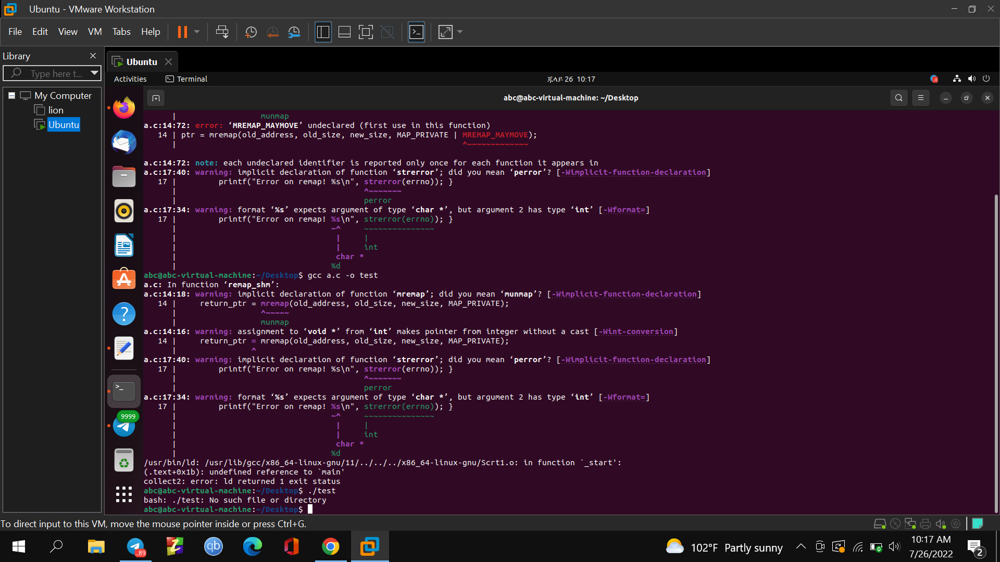 Ubuntu - VMware Workstation
File Edit View VM Tabs Help
Library
Type here t...
My Computer
lion
Ubuntu
Ubuntu
Activities
Terminal
ጁላይ 26 10:17
abc@abc-virtual-machine: ~/Desktop
| munmap
a.c:14:72: error: ‘MREMAP_MAYMOVE’ undeclared (first use in this function)
14 | ptr = mremap(old_address, old_size, new_size, MAP_PRIVATE | MREMAP_MAYMOVE);
| ^~~~~~~~~~~~~~
a.c:14:72: note: each undeclared identifier is reported only once for each function it appears in
a.c:17:40: warning: implicit declaration of function ‘strerror’; did you mean ‘perror’? [-Wimplicit-function-declaration]
17 | printf("Error on remap! %s\n", strerror(errno)); }
| ^~~~~~~~
| perror
a.c:17:34: warning: format ‘%s’ expects argument of type ‘char *’, but argument 2 has type ‘int’ [-Wformat=]
17 | printf("Error on remap! %s\n", strerror(errno)); }
| ~^ ~~~~~~~~~~~~~~~
| | |
| | int
| char *
| %d
abc@abc-virtual-machine:~/Desktop$ gcc a.c -o test
a.c: In function ‘remap_shm’:
a.c:14:18: warning: implicit declaration of function ‘mremap’; did you mean ‘munmap’? [-Wimplicit-function-declaration]
14 | return_ptr = mremap(old_address, old_size, new_size, MAP_PRIVATE);
| ^~~~~~
| munmap
a.c:14:16: warning: assignment to ‘void *’ from ‘int’ makes pointer from integer without a cast [-Wint-conversion]
14 | return_ptr = mremap(old_address, old_size, new_size, MAP_PRIVATE);
| ^
a.c:17:40: warning: implicit declaration of function ‘strerror’; did you mean ‘perror’? [-Wimplicit-function-declaration]
17 | printf("Error on remap! %s\n", strerror(errno)); }
| ^~~~~~~~
| perror
a.c:17:34: warning: format ‘%s’ expects argument of type ‘char *’, but argument 2 has type ‘int’ [-Wformat=]
17 | printf("Error on remap! %s\n", strerror(errno)); }
| ~^ ~~~~~~~~~~~~~~~
| | |
| | int
| char *
| %d
/usr/bin/ld: /usr/lib/gcc/x86_64-linux-gnu/11/../../../x86_64-linux-gnu/Scrt1.o: in function `_start':
(.text+0x1b): undefined reference to `main'
collect2: error: ld returned 1 exit status
abc@abc-virtual-machine:~/Desktop$ ./test
bash: ./test: No such file or directory
abc@abc-virtual-machine:~/Desktop$
9999
To direct input to this VM, move the mouse pointer inside or press Ctrl+G.
..89
qb
102°F Partly sunny
10:17 AM
7/26/2022
2